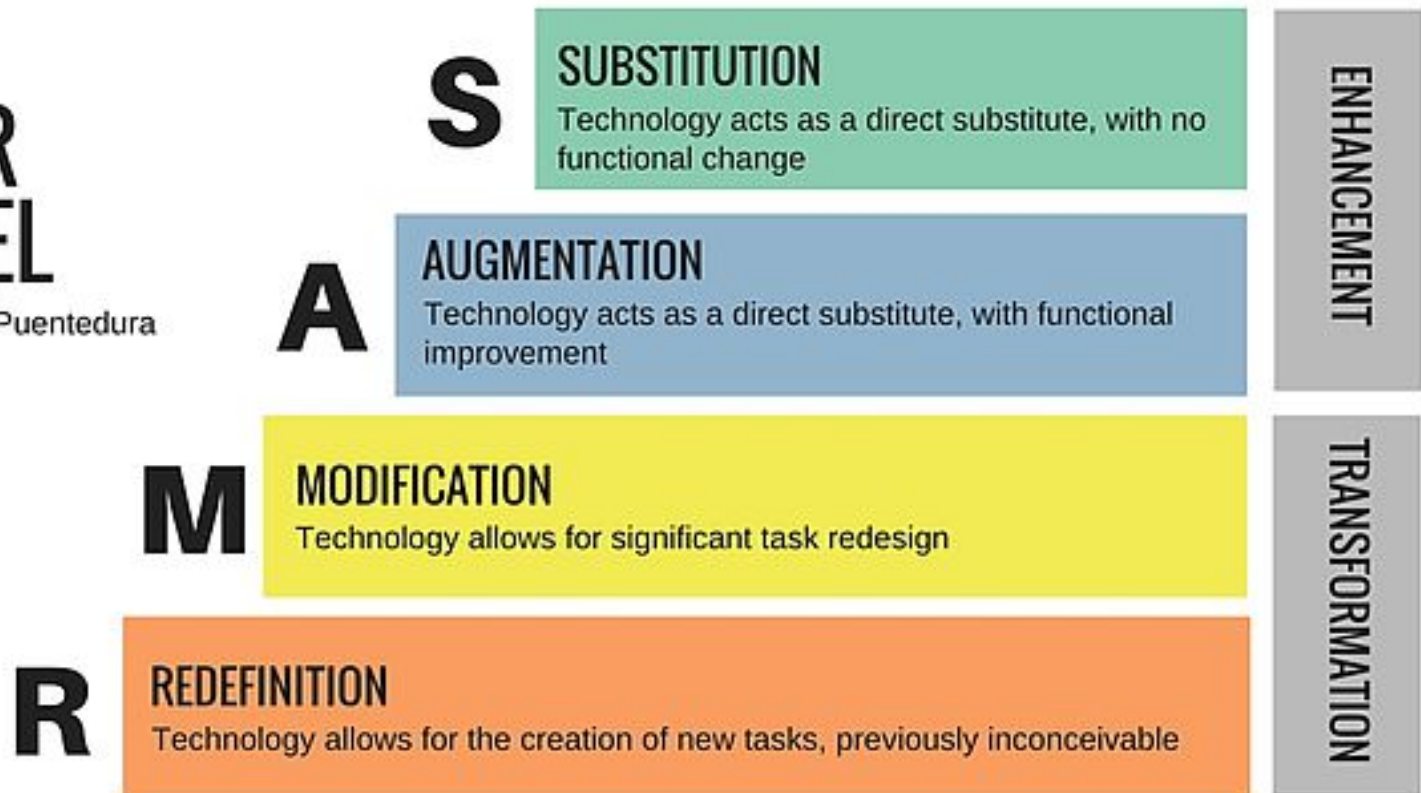 R
EL
Puentedura
S
SUBSTITUTION
Technology acts as a direct substitute, with no
functional change
A
AUGMENTATION
Technology acts as a direct substitute, with functional
improvement
M
MODIFICATION
Technology allows for significant task redesign
R
REDEFINITION
Technology allows for the creation of new tasks, previously inconceivable
ENHANCEMENT
TRANSFORMATION